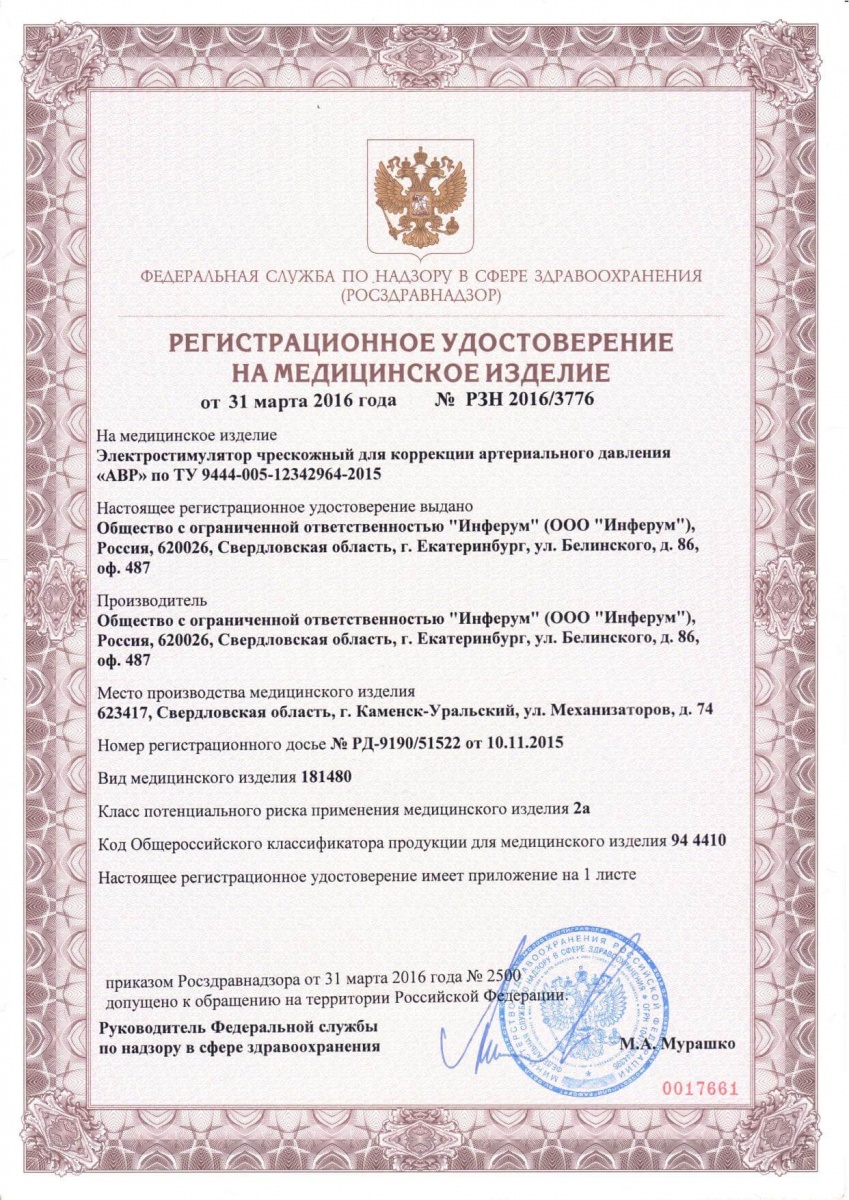 ФЕДЕРАЛЬНАЯ СЛУЖБА ПО НАДЗОРУ В СФЕРЕ ЗДРАВООХРАНЕНИЯ
(РОСЗДРАВНАДЗОР)
РЕГИСТРАЦИОННОЕ УДОСТОВЕРЕНИЕ
НА МЕДИЦИНСКОЕ ИЗДЕЛИЕ
от 31 марта 2016 года № РЗН 2016/3776
На медицинское изделие
Электростимулятор чрескожный для коррекции артериального давления
«АВР» по ТУ 9444-005-12342964-2015
Настоящее регистрационное удостоверение выдано
Общество с ограниченной ответственностью "Инферум" (ООО "Инферум"),
Россия, 620026, Свердловская область, г. Екатеринбург, ул. Белинского, д. 86,
оф. 487
Производитель
Общество с ограниченной ответственностью "Инферум" (ООО "Инферум"),
Россия, 620026, Свердловская область, г. Екатеринбург, ул. Белинского, д. 86,
оф. 487
Место производства медицинского изделия
623417, Свердловская область, г. Каменск-Уральский, ул. Механизаторов, д. 74
Номер регистрационного досье № РД-9190/51522 от 10.11.2015
Вид медицинского изделия 181480
Класс потенциального риска применения медицинского изделия 2а
Код Общероссийского классификатора продукции для медицинского изделия 94 4410
Настоящее регистрационное удостоверение имеет приложение на 1 листе
приказом Росздравнадзора от 31 марта 2016 года № 2500
допущено к обращению на территории Российской Федерации.
Руководитель Федеральной службы
по надзору в сфере здравоохранения
М.А. Мурашко
МИНИСТЕРСТВО ЗДРАВООХРАНЕНИЯ РОССИЙСКОЙ ФЕДЕРАЦИИ
0017661